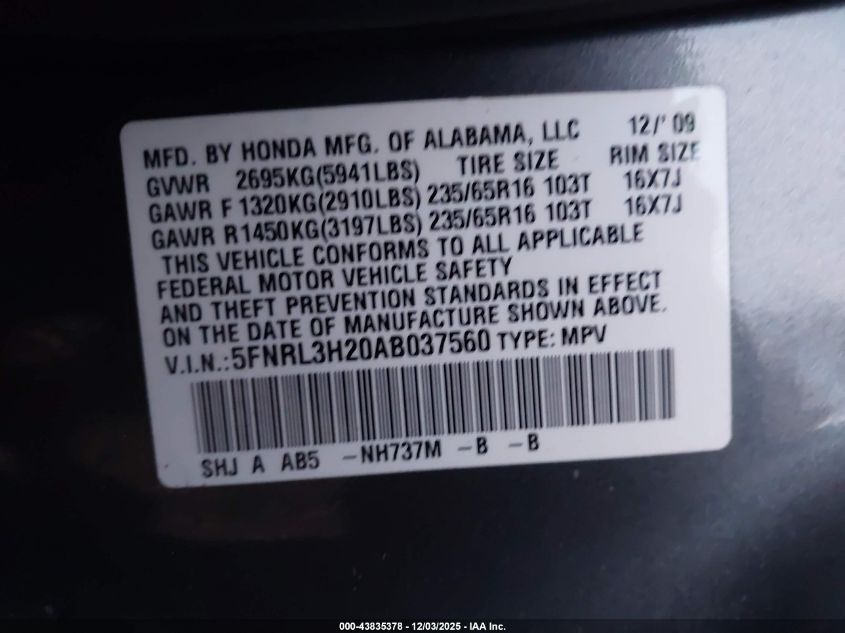 MFD. BY HONDA MFG. OF ALABAMA, LLC 12/' 09
GVWR 2695KG(5941LBS) TIRE SIZE RIM SIZE
GAWR F 1320KG(2910LBS) 235/65R16 103T 16X7J
GAWR R1450KG(3197LBS) 235/65R16 103T 16X7J
THIS VEHICLE CONFORMS TO ALL APPLICABLE
FEDERAL MOTOR VEHICLE SAFETY
AND THEFT PREVENTION STANDARDS IN EFFECT
ON THE DATE OF MANUFACTURE SHOWN ABOVE.
V.I.N.:5FNRL3H20AB037560 TYPE: MPV
SHJ A AB5 -NH737M -B -B
000-43835378 - 12/03/2025 - IAA Inc.